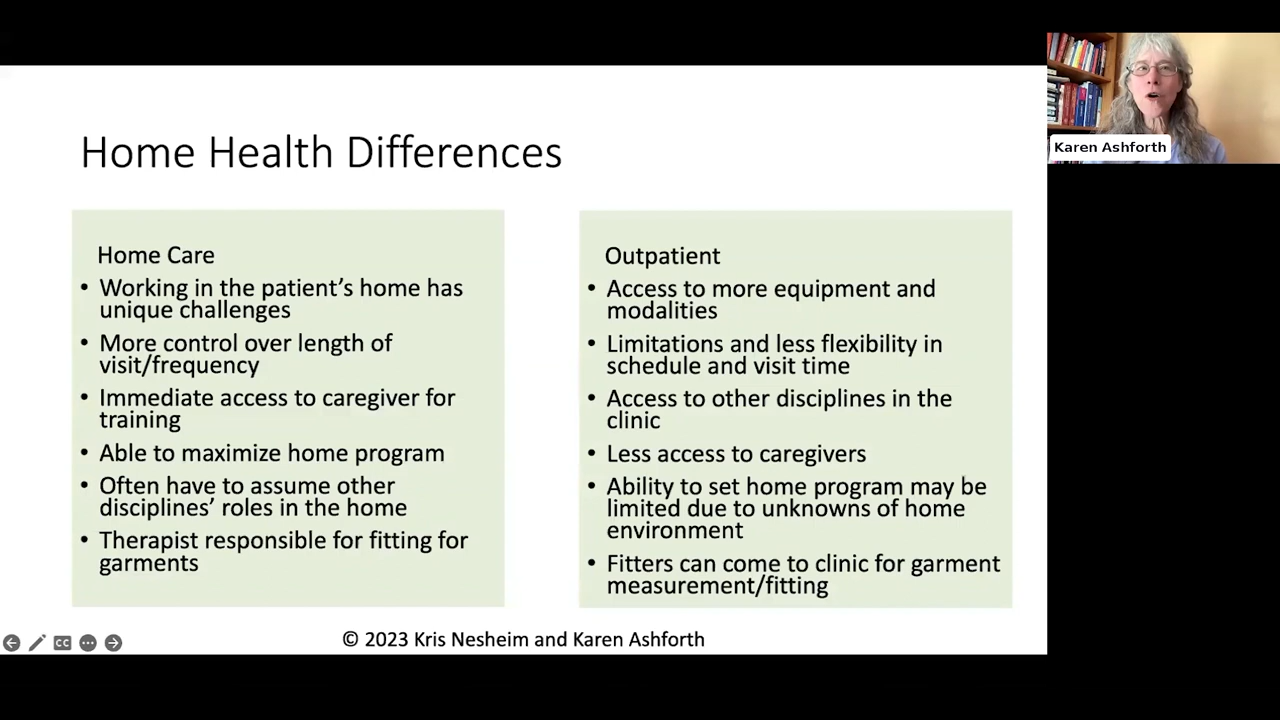 Home Health Differences
Home Care
• Working in the patient’s home has
unique challenges
• More control over length of
visit/frequency
• Immediate access to caregiver for
training
• Able to maximize home program
• Often have to assume other
disciplines’ roles in the home
• Therapist responsible for fitting for
garments
Outpatient
• Access to more equipment and
modalities
• Limitations and less flexibility in
schedule and visit time
• Access to other disciplines in the
clinic
• Less access to caregivers
• Ability to set home program may be
limited due to unknowns of home
environment
• Fitters can come to clinic for garment
measurement/fitting
© 2023 Kris Nesheim and Karen Ashforth
CC
Karen Ashforth